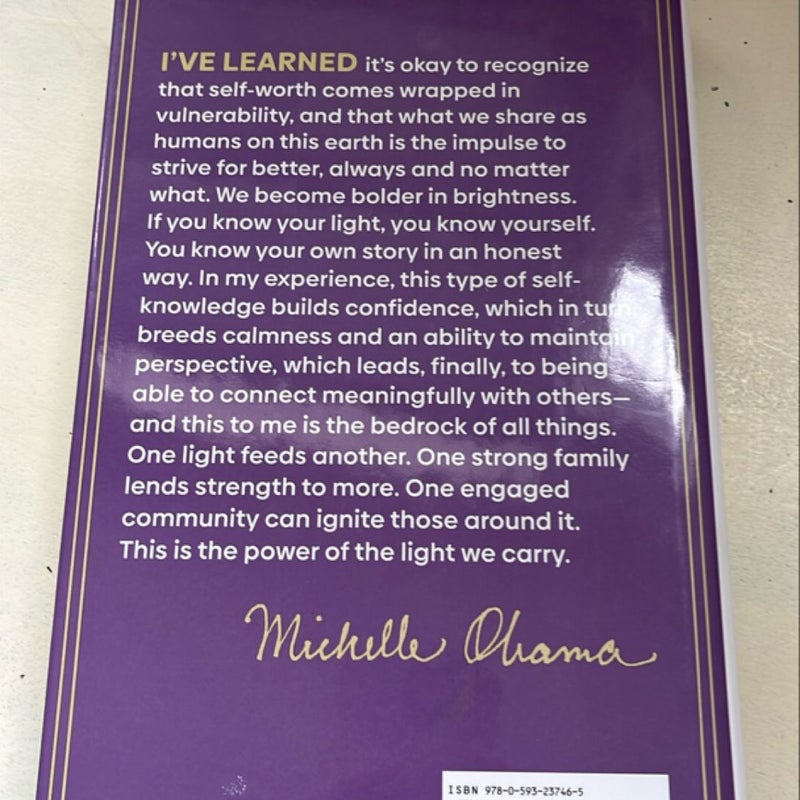 I'VE LEARNED it's okay to recognize
that self-worth comes wrapped in
vulnerability, and that what we share as
humans on this earth is the impulse to
strive for better, always and no matter
what. We become bolder in brightness.
If you know your light, you know yourself.
You know your own story in an honest
way. In my experience, this type of self-
knowledge builds confidence, which in turn
breeds calmness and an ability to maintain
perspective, which leads, finally, to being
able to connect meaningfully with others—
and this to me is the bedrock of all things.
One light feeds another. One strong family
lends strength to more. One engaged
community can ignite those around it.
This is the power of the light we carry.
Michelle Obama
ISBN 978-0-593-23746-5